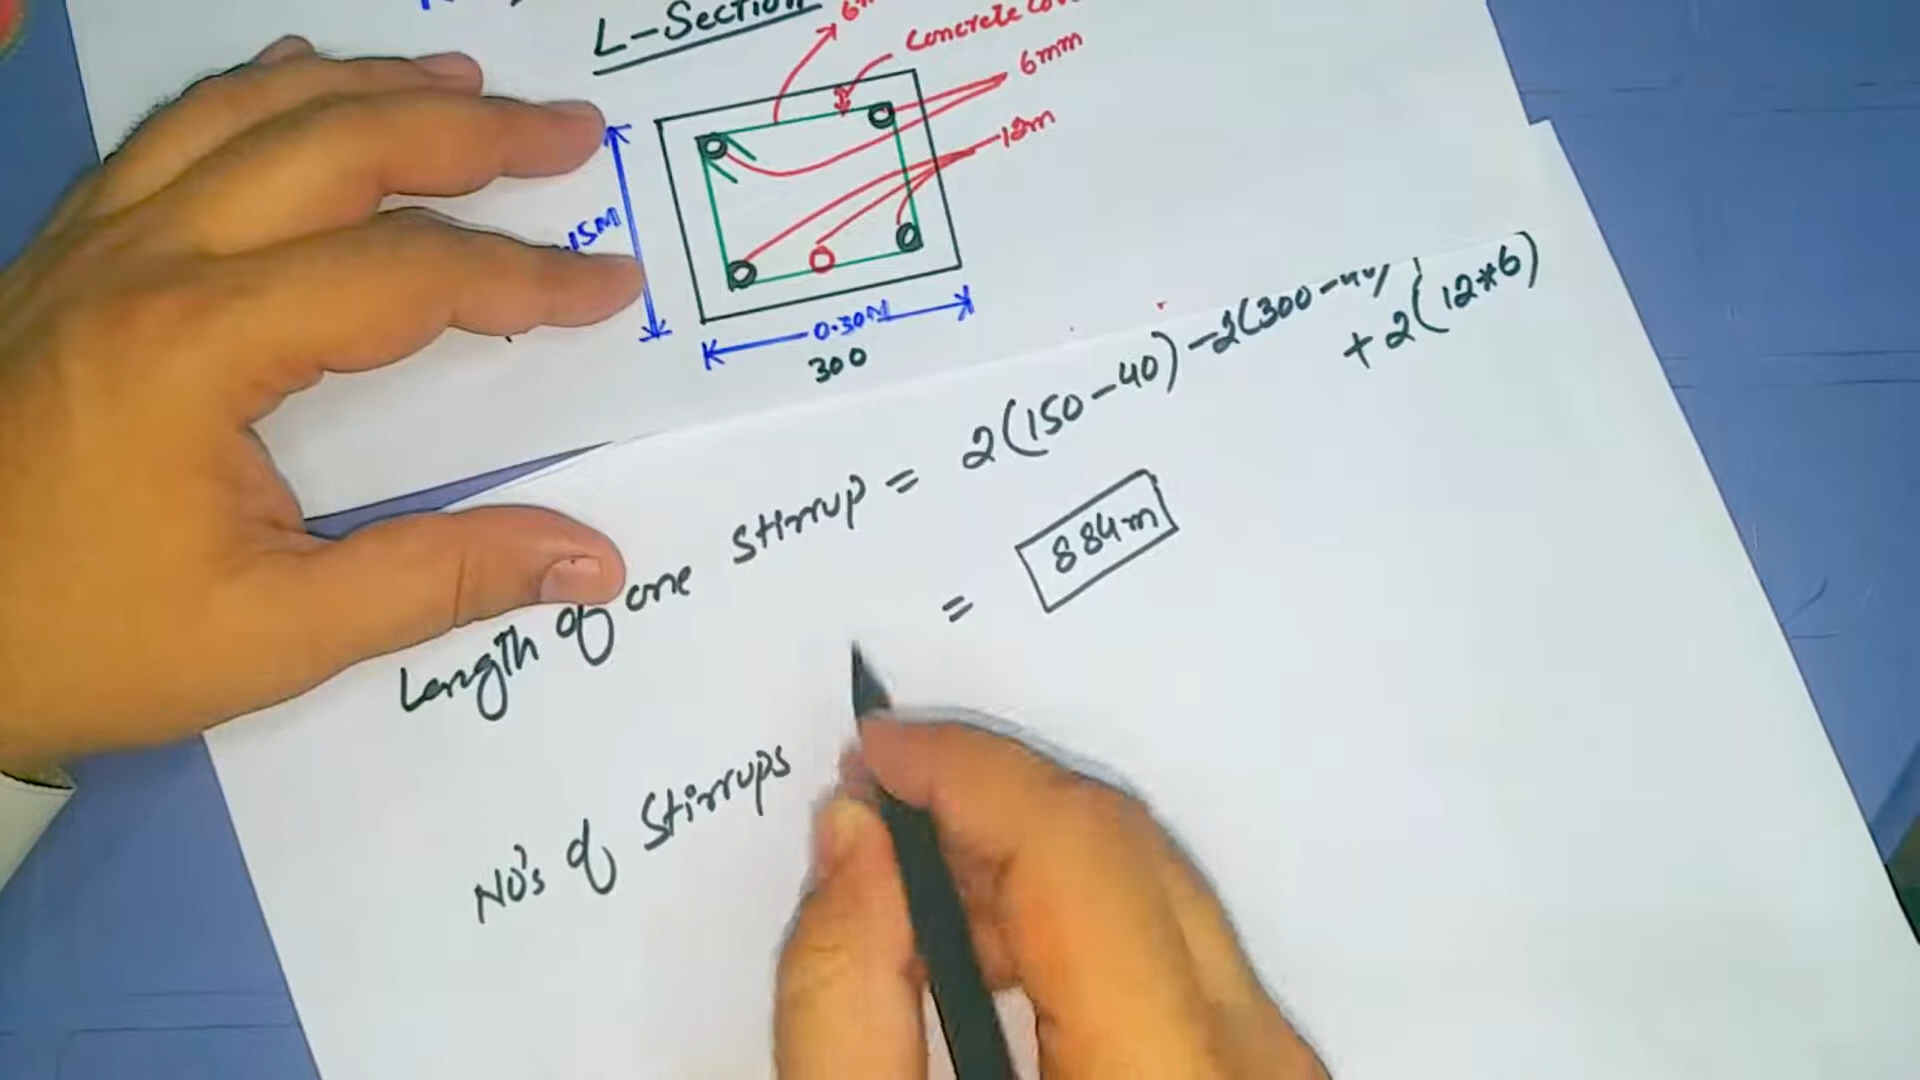 L-Section
Concrete
6mm
12m
.15M
0.30M
300
Length of one Stirrup = 2(150-40)-2(300-40)
+2(12*6)
= 884m
No's of Stirrups